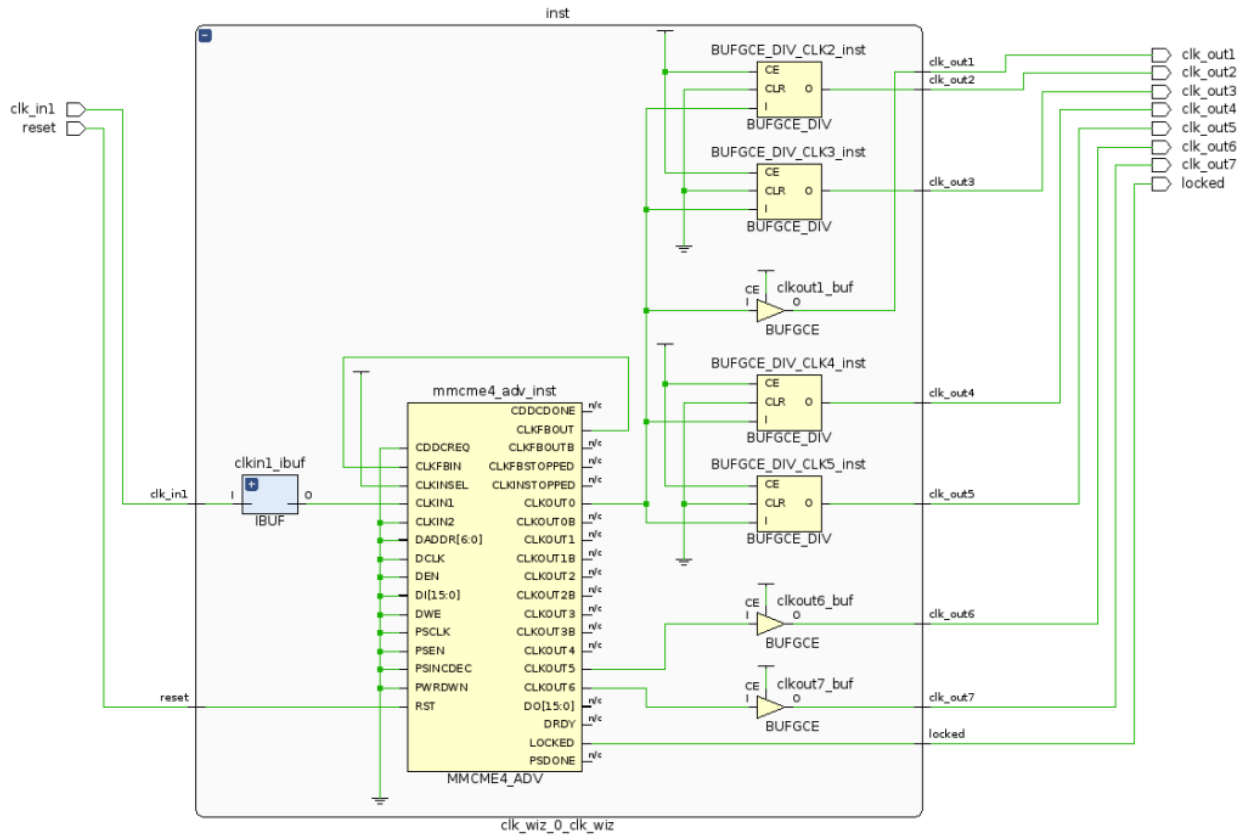 inst
clk_in1
reset
BUFGCE_DIV_CLK2_inst
CE
CLR O
I
BUFGCE_DIV
BUFGCE_DIV_CLK3_inst
CE
CLR O
I
BUFGCE_DIV
clkout1_buf
CE
I O
BUFGCE
BUFGCE_DIV_CLK4_inst
CE
CLR O
I
BUFGCE_DIV
BUFGCE_DIV_CLK5_inst
CE
CLR O
I
BUFGCE_DIV
clkout6_buf
CE
I O
BUFGCE
clkout7_buf
CE
I O
BUFGCE
mmcme4_adv_inst
CDDCDONE n/c
CLKFBOUT
CDDCREQ CLKFBOUTB n/c
CLKFBIN CLKFBSTOPPED n/c
CLKINSEL CLKINSTOPPED n/c
CLKIN1 CLKOUT0
CLKIN2 CLKOUT0B n/c
DADDR[6:0] CLKOUT1 n/c
DCLK CLKOUT1B n/c
DEN CLKOUT2 n/c
DI[15:0] CLKOUT2B n/c
DWE CLKOUT3 n/c
PSCLK CLKOUT3B n/c
PSEN CLKOUT4 n/c
PSINCDEC CLKOUT5
PWRDWN CLKOUT6
RST DO[15:0] n/c
DRDY n/c
LOCKED
PSDONE n/c
MMCME4_ADV
clkin1_ibuf
I O
IBUF
clk_in1
reset
clk_out1
clk_out2
clk_out3
clk_out4
clk_out5
clk_out6
clk_out7
locked
clk_out1
clk_out2
clk_out3
clk_out4
clk_out5
clk_out6
clk_out7
locked
clk_wiz_0_clk_wiz